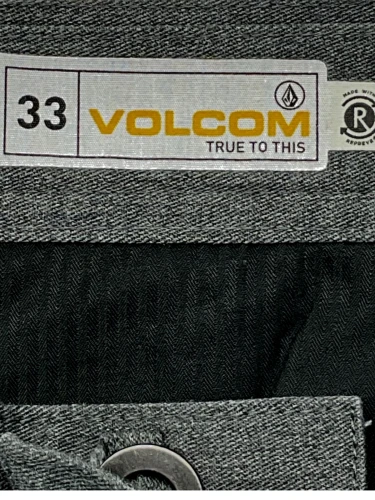 33
VOLCOM
TRUE TO THIS
MADE WITH
R
REPREVE